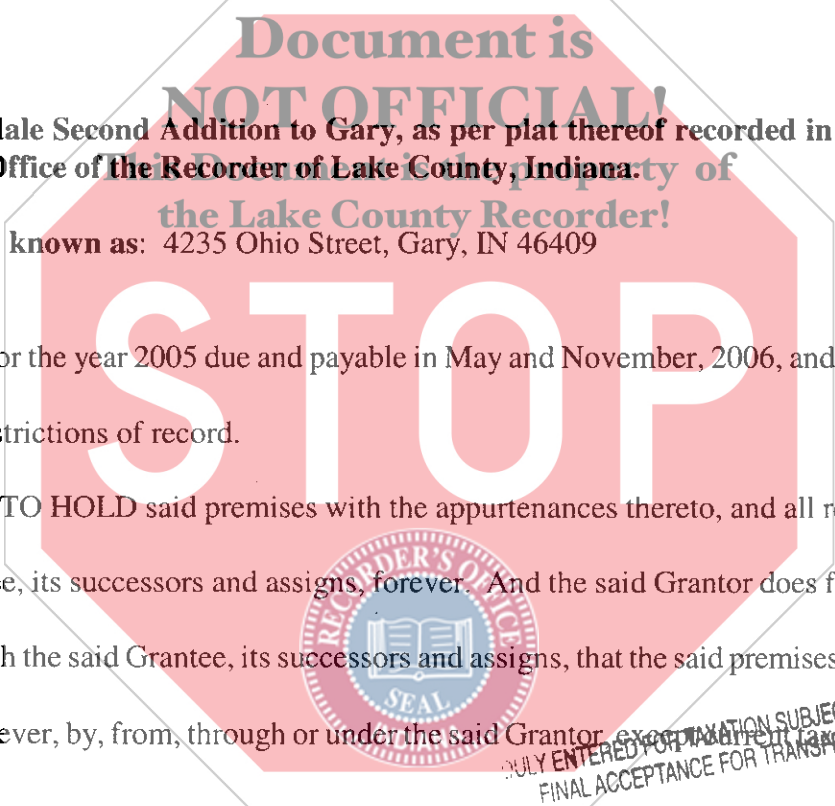 Document is
NOT OFFICIAL!
dale Second Addition to Gary, as per plat thereof recorded in
Office of the Recorder of Lake County, Indiana.
This Document is the property of
the Lake County Recorder!
known as: 4235 Ohio Street, Gary, IN 46409
STOP
or the year 2005 due and payable in May and November, 2006, and
strictions of record.
TO HOLD said premises with the appurtenances thereto, and all r
e, its successors and assigns, forever. And the said Grantor does f
h the said Grantee, its successors and assigns, that the said premises
ever, by, from, through or under the said Grantor, except current tax
RECORDER'S OFFICE
SEAL
DULY ENTERED FOR TAXATION SUBJEC
FINAL ACCEPTANCE FOR TRANSF